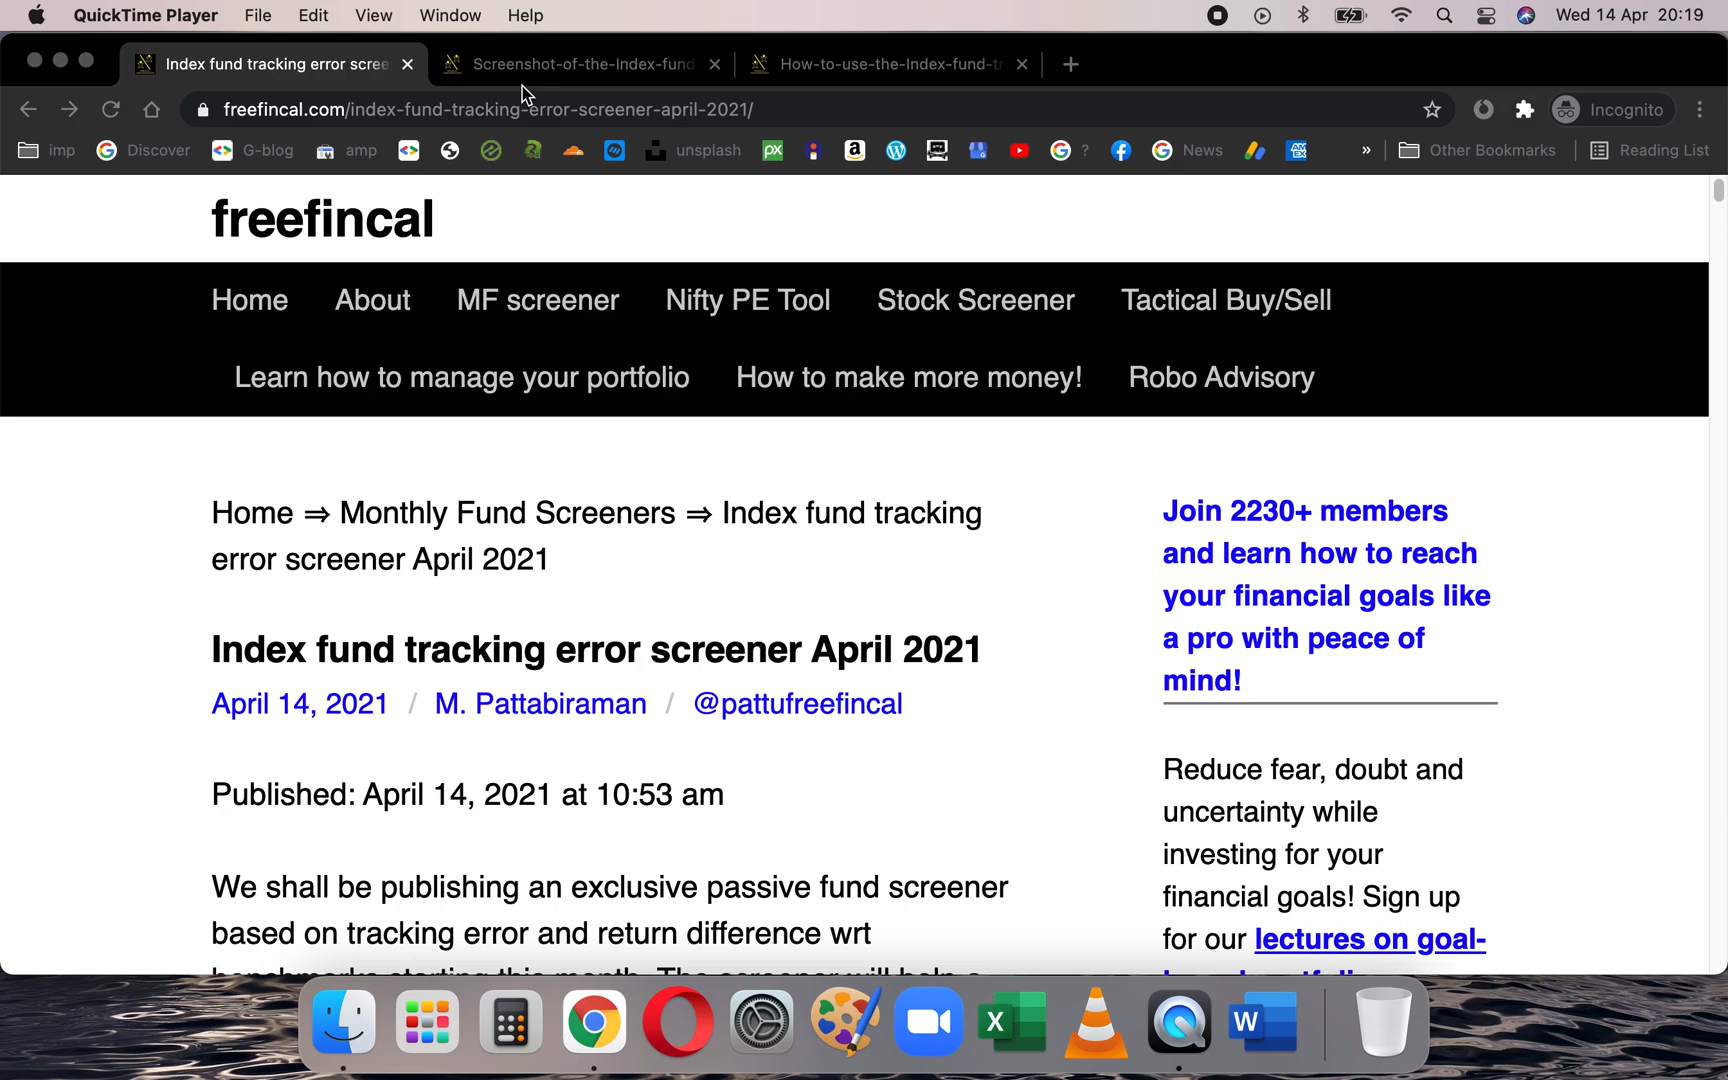 QuickTime Player File Edit View Window Help Wed 14 Apr 20:19
Index fund tracking error scree Screenshot-of-the-Index-fund How-to-use-the-Index-fund-tr
freefincal.com/index-fund-tracking-error-screener-april-2021/ Incognito
imp Discover G-blog amp unsplash ? News » Other Bookmarks Reading List
freefincal
Home About MF screener Nifty PE Tool Stock Screener Tactical Buy/Sell
Learn how to manage your portfolio How to make more money! Robo Advisory
Home ⇒ Monthly Fund Screeners ⇒ Index fund tracking
error screener April 2021
Index fund tracking error screener April 2021
April 14, 2021 / M. Pattabiraman / @pattufreefincal
Published: April 14, 2021 at 10:53 am
We shall be publishing an exclusive passive fund screener
based on tracking error and return difference wrt
Join 2230+ members
and learn how to reach
your financial goals like
a pro with peace of
mind!
Reduce fear, doubt and
uncertainty while
investing for your
financial goals! Sign up
for our lectures on goal-